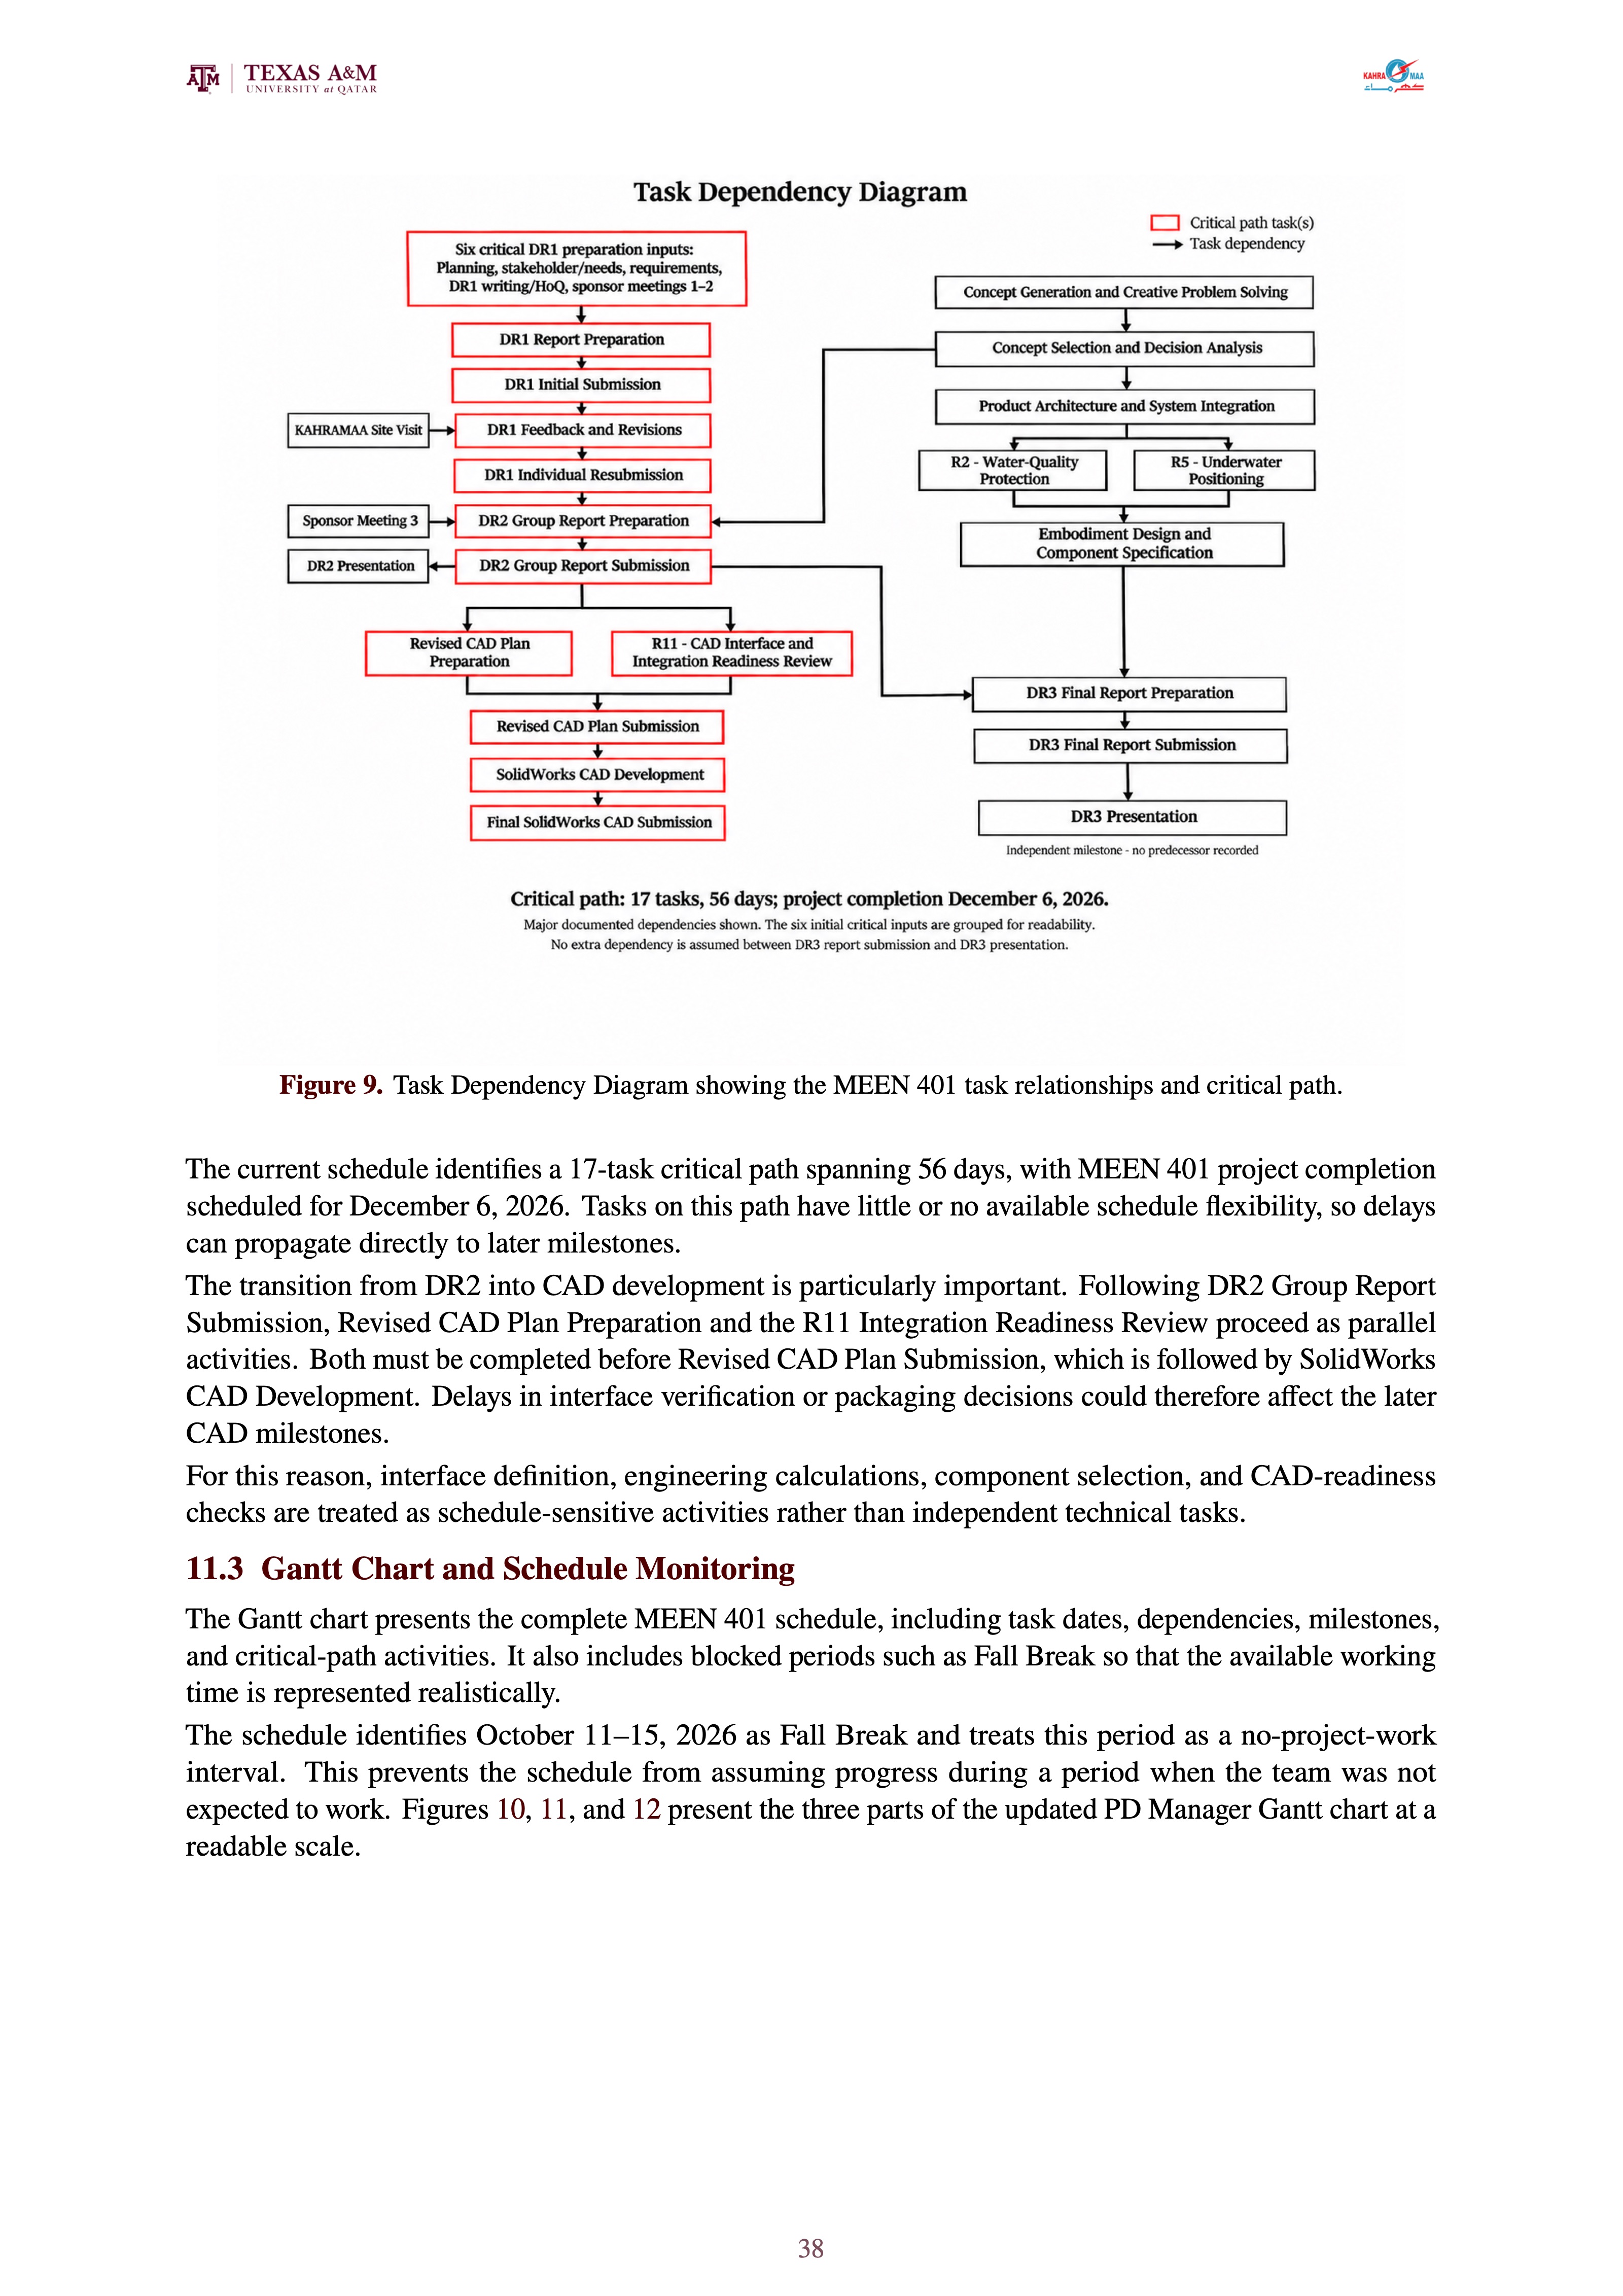 TEXAS A&M
UNIVERSITY at QATAR
KAHRA MAA
كهرماء
Task Dependency Diagram
Critical path task(s)
Task dependency
Six critical DR1 preparation inputs:
Planning, stakeholder/needs, requirements,
DR1 writing/HoQ, sponsor meetings 1–2
DR1 Report Preparation
DR1 Initial Submission
KAHRAMAA Site Visit
DR1 Feedback and Revisions
DR1 Individual Resubmission
Sponsor Meeting 3
DR2 Group Report Preparation
DR2 Presentation
DR2 Group Report Submission
Revised CAD Plan
Preparation
R11 - CAD Interface and
Integration Readiness Review
Revised CAD Plan Submission
SolidWorks CAD Development
Final SolidWorks CAD Submission
Concept Generation and Creative Problem Solving
Concept Selection and Decision Analysis
Product Architecture and System Integration
R2 - Water-Quality
Protection
R5 - Underwater
Positioning
Embodiment Design and
Component Specification
DR3 Final Report Preparation
DR3 Final Report Submission
DR3 Presentation
Independent milestone - no predecessor recorded
Critical path: 17 tasks, 56 days; project completion December 6, 2026.
Major documented dependencies shown. The six initial critical inputs are grouped for readability.
No extra dependency is assumed between DR3 report submission and DR3 presentation.
Figure 9. Task Dependency Diagram showing the MEEN 401 task relationships and critical path.
The current schedule identifies a 17-task critical path spanning 56 days, with MEEN 401 project completion
scheduled for December 6, 2026. Tasks on this path have little or no available schedule flexibility, so delays
can propagate directly to later milestones.
The transition from DR2 into CAD development is particularly important. Following DR2 Group Report
Submission, Revised CAD Plan Preparation and the R11 Integration Readiness Review proceed as parallel
activities. Both must be completed before Revised CAD Plan Submission, which is followed by SolidWorks
CAD Development. Delays in interface verification or packaging decisions could therefore affect the later
CAD milestones.
For this reason, interface definition, engineering calculations, component selection, and CAD-readiness
checks are treated as schedule-sensitive activities rather than independent technical tasks.
11.3 Gantt Chart and Schedule Monitoring
The Gantt chart presents the complete MEEN 401 schedule, including task dates, dependencies, milestones,
and critical-path activities. It also includes blocked periods such as Fall Break so that the available working
time is represented realistically.
The schedule identifies October 11–15, 2026 as Fall Break and treats this period as a no-project-work
interval. This prevents the schedule from assuming progress during a period when the team was not
expected to work. Figures 10, 11, and 12 present the three parts of the updated PD Manager Gantt chart at a
readable scale.
38